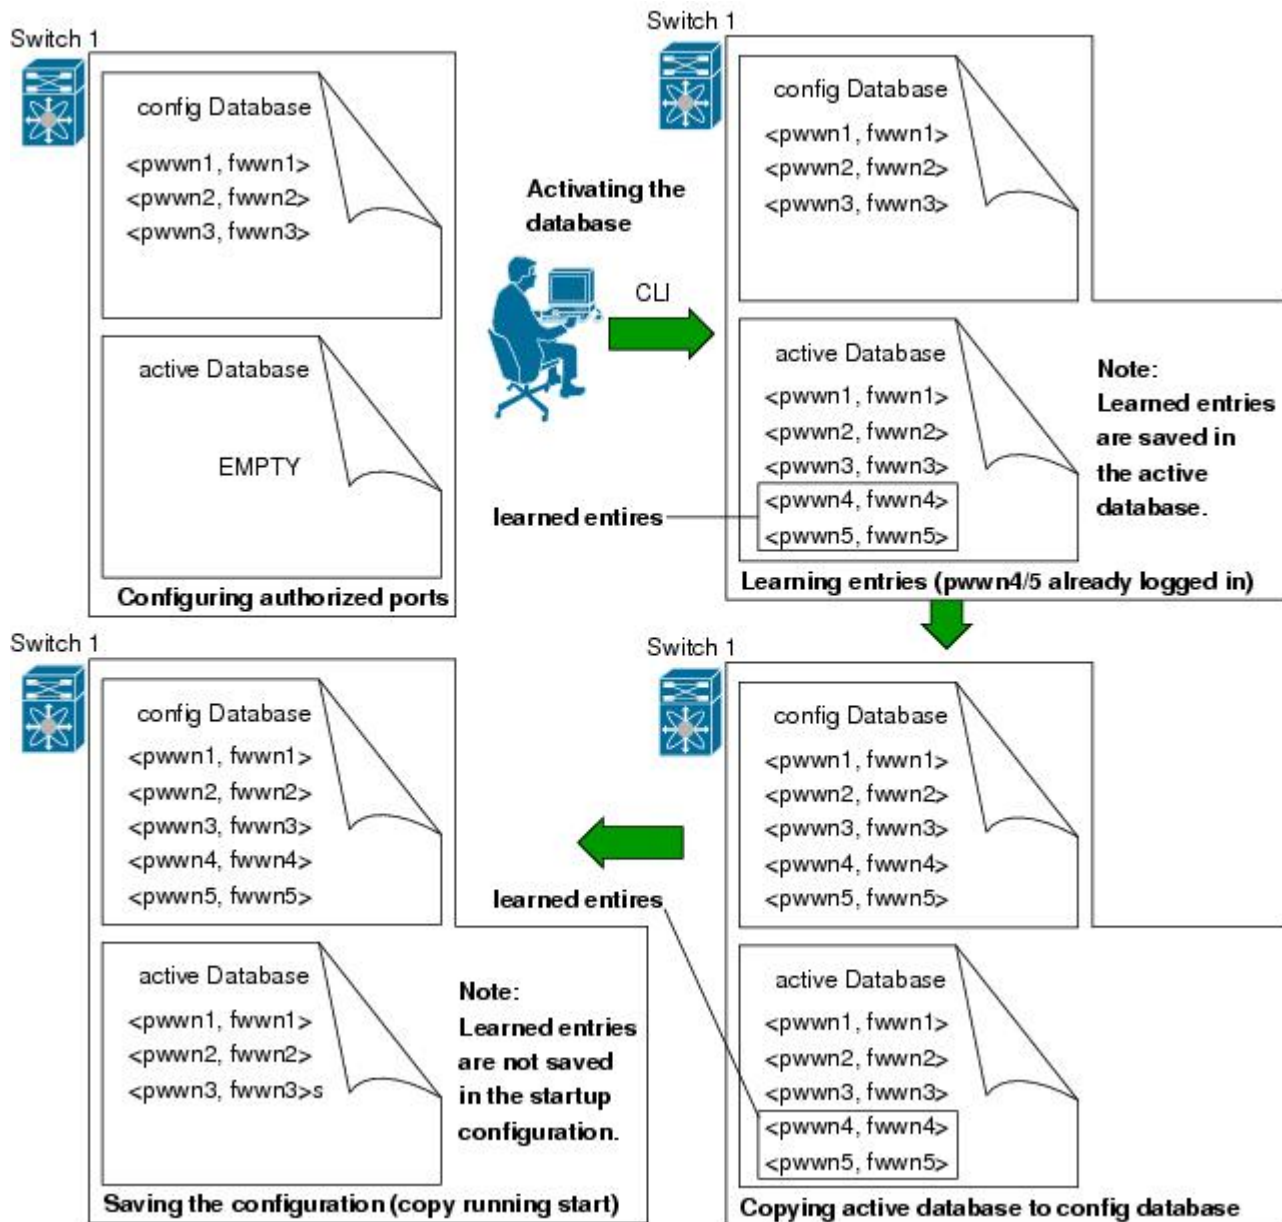 Switch 1
config Database
<pwwn1, fwwn1>
<pwwn2, fwwn2>
<pwwn3, fwwn3>
active Database
EMPTY
Configuring authorized ports
Activating the
database
CLI
Switch 1
config Database
<pwwn1, fwwn1>
<pwwn2, fwwn2>
<pwwn3, fwwn3>
active Database
<pwwn1, fwwn1>
<pwwn2, fwwn2>
<pwwn3, fwwn3>
<pwwn4, fwwn4>
<pwwn5, fwwn5>
learned entires
Note:
Learned entries
are saved in
the active
database.
Learning entries (pwwn4/5 already logged in)
Switch 1
config Database
<pwwn1, fwwn1>
<pwwn2, fwwn2>
<pwwn3, fwwn3>
<pwwn4, fwwn4>
<pwwn5, fwwn5>
active Database
<pwwn1, fwwn1>
<pwwn2, fwwn2>
<pwwn3, fwwn3>
<pwwn4, fwwn4>
<pwwn5, fwwn5>
learned entires
Copying active database to config database
Switch 1
config Database
<pwwn1, fwwn1>
<pwwn2, fwwn2>
<pwwn3, fwwn3>
<pwwn4, fwwn4>
<pwwn5, fwwn5>
active Database
<pwwn1, fwwn1>
<pwwn2, fwwn2>
<pwwn3, fwwn3>s
Note:
Learned entries
are not saved
in the startup
configuration.
Saving the configuration (copy running start)